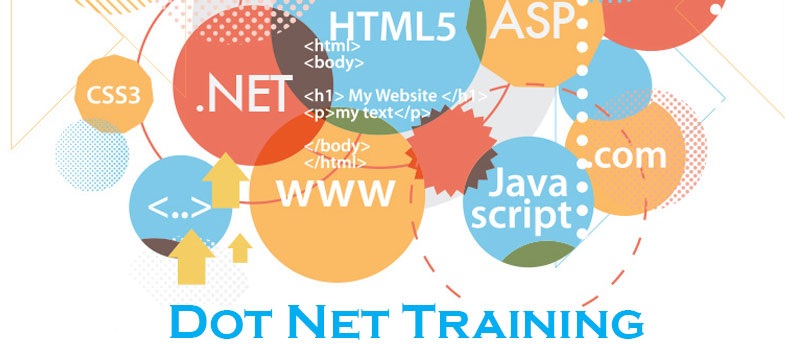 HTML5
ASP
<html>
<body>
CSS3
.NET
<h1> My Website </h1>
<p>my text</p>
</body>
</html>
.com
www
<..>
Java
script
DOT NET TRAINING